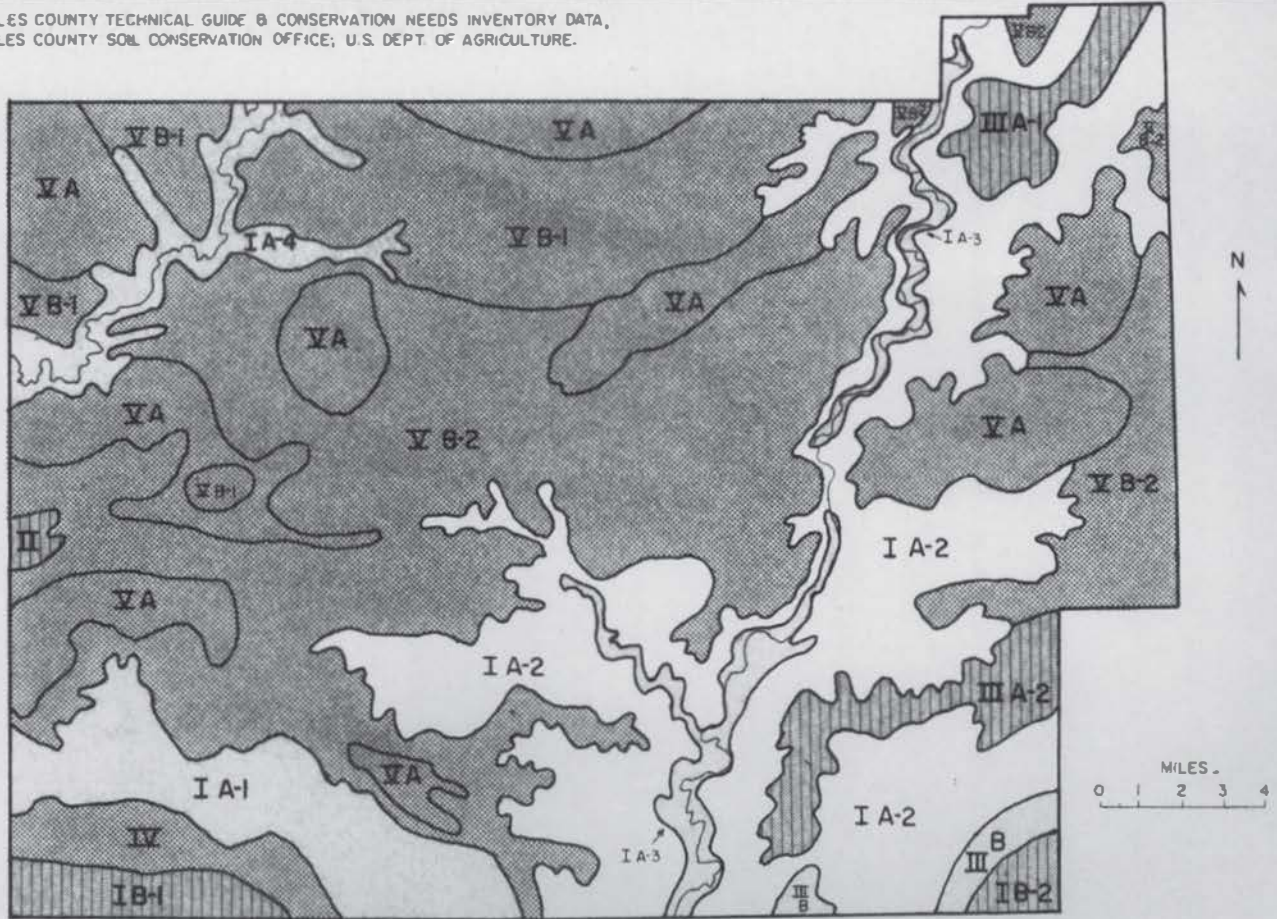 LES COUNTY TECHNICAL GUIDE & CONSERVATION NEEDS INVENTORY DATA,
LES COUNTY SOIL CONSERVATION OFFICE; U.S. DEPT. OF AGRICULTURE.
V B-2
V B-1
V A
V B-2
III A-1
V A
I A-4
V B-1
I A-3
N
V B-1
V A
V A
V A
V A
V B-2
V A
V B-1
V B-2
II
I A-2
V A
I A-2
III A-2
V A
MILES.
I A-1
0 1 2 3 4
I A-2
IV
I A-3
III B
I B-1
III B
I B-2